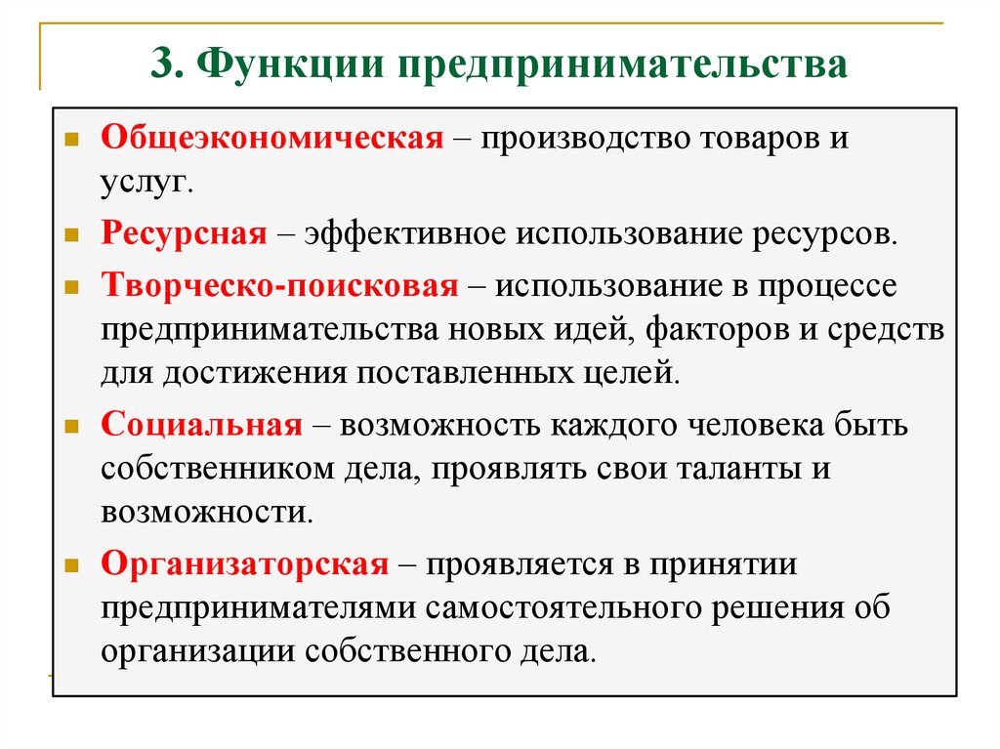 3. Функции предпринимательства
Общеэкономическая – производство товаров и
услуг.
Ресурсная – эффективное использование ресурсов.
Творческо-поисковая – использование в процессе
предпринимательства новых идей, факторов и средств
для достижения поставленных целей.
Социальная – возможность каждого человека быть
собственником дела, проявлять свои таланты и
возможности.
Организаторская – проявляется в принятии
предпринимателями самостоятельного решения об
организации собственного дела.